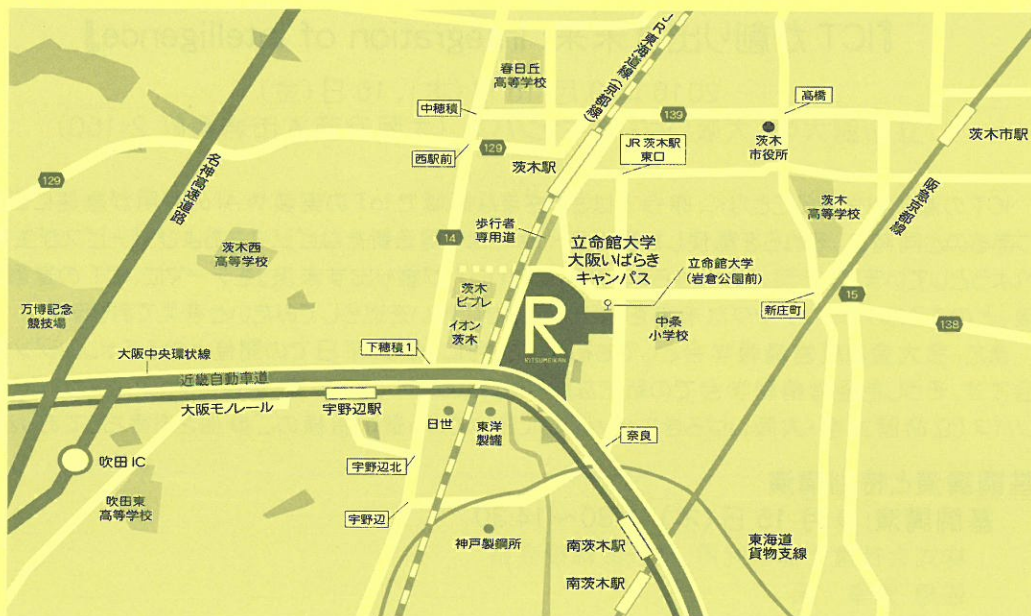 春日丘
高等学校
JR東海道線(京都線)
中穂積
139
高橋
茨木市駅
茨木
市役所
JR 茨木駅
東口
西駅前
129
茨木駅
129
名神高速道路
阪急京都線
茨木
高等学校
歩行者
専用道
14
茨木西
高等学校
立命館大学
大阪いばらき
キャンパス
立命館大学
(岩倉公園前)
茨木
ビブレ
イオン
茨木
R
RITSUMEIKAN
中条
小学校
新庄町
15
138
万博記念
競技場
大阪中央環状線
下穂積1
近畿自動車道
大阪モノレール
宇野辺駅
日世
東洋
製罐
奈良
吹田 IC
宇野辺北
吹田東
高等学校
宇野辺
神戸製鋼所
南茨木駅
東海道
貨物支線
南茨木駅